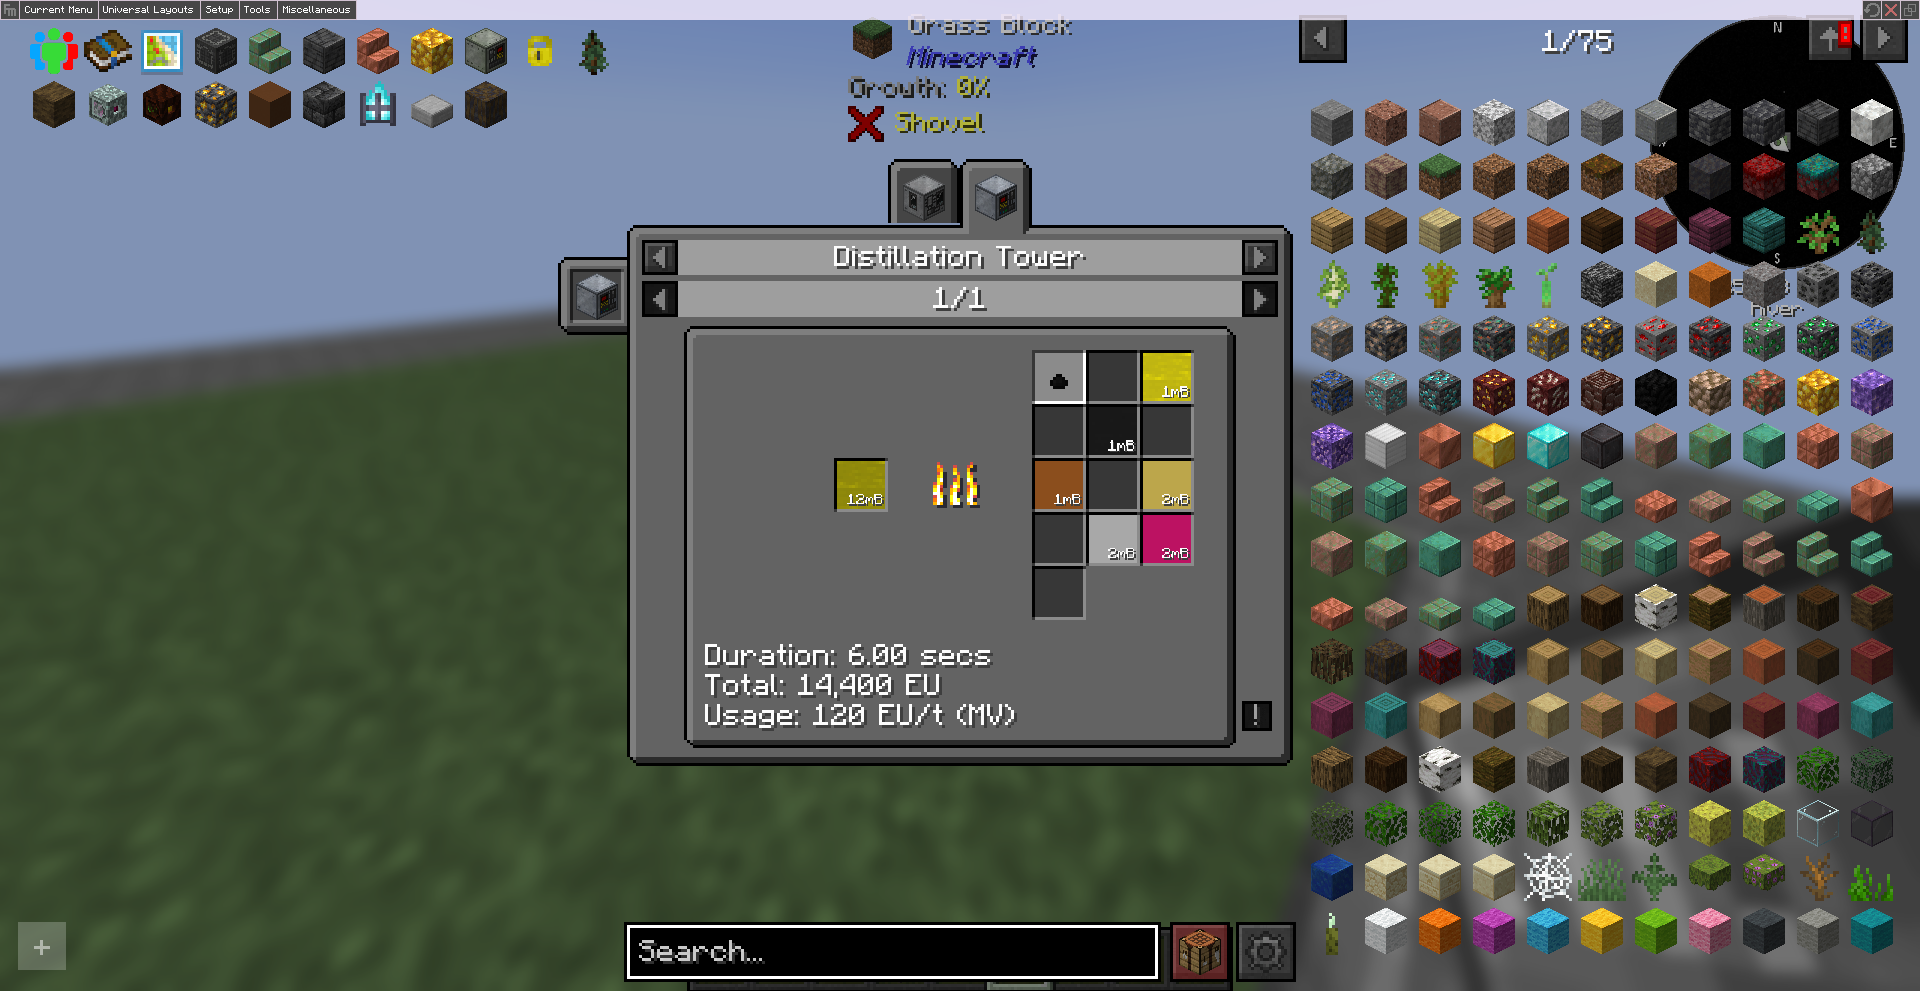 Current Menu Universal Layouts Setup Tools Miscellaneous
Grass Block
Minecraft
Growth: 0%
Shovel
1/75
N
E
S
Distillation Tower
1/1
1mB
1mB
12mB
1mB
2mB
2mB
2mB
Duration: 6.00 secs
Total: 14,400 EU
Usage: 120 EU/t (MV)
!
Search...